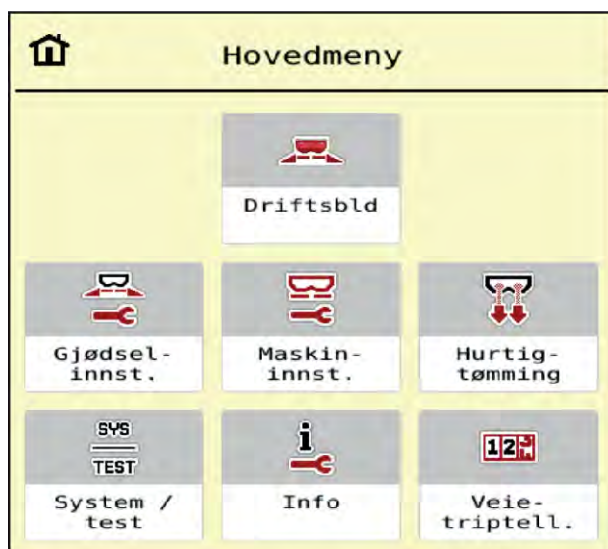 Hovedmeny
Driftsbld
Gjødsel-
innst.
Maskin-
innst.
Hurtig-
tømming
SYS
TEST
System /
test
i
Info
12
Veie-
triptell.